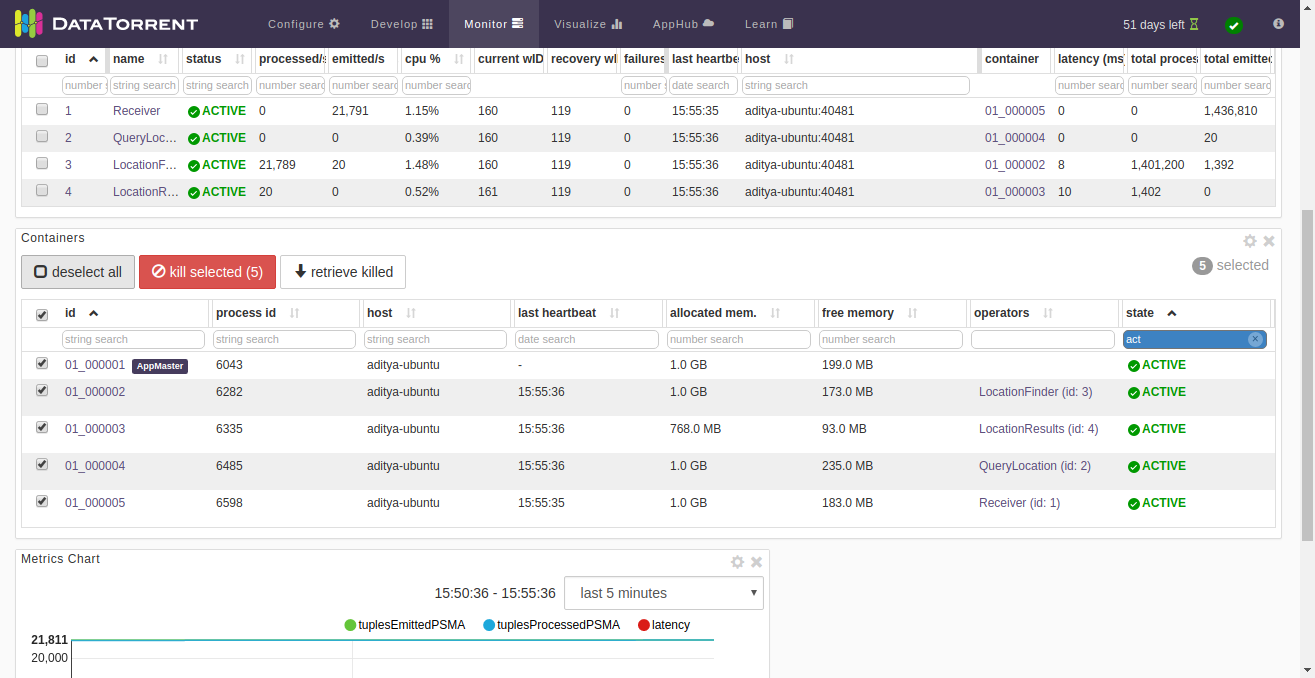 DATATORRENT Configure Develop Monitor Visualize AppHub Learn 51 days left
id name status processed/s emitted/s cpu % current wID recovery wI failures last heartbe host container latency (ms total proces total emitte
number s string search string search number searc number searc number searc number s date search string search number searc number searc number searc
1 Receiver ACTIVE 0 21,791 1.15% 160 119 0 15:55:35 aditya-ubuntu:40481 01_000005 0 0 1,436,810
2 QueryLoc... ACTIVE 0 0 0.39% 160 119 0 15:55:36 aditya-ubuntu:40481 01_000004 0 0 20
3 LocationF... ACTIVE 21,789 20 1.48% 160 119 0 15:55:36 aditya-ubuntu:40481 01_000002 8 1,401,200 1,392
4 LocationR... ACTIVE 20 0 0.52% 161 119 0 15:55:36 aditya-ubuntu:40481 01_000003 10 1,402 0
Containers
deselect all kill selected (5) retrieve killed 5 selected
id process id host last heartbeat allocated mem. free memory operators state
string search string search string search date search number search number search act
01_000001 AppMaster 6043 aditya-ubuntu - 1.0 GB 199.0 MB ACTIVE
01_000002 6282 aditya-ubuntu 15:55:36 1.0 GB 173.0 MB LocationFinder (id: 3) ACTIVE
01_000003 6335 aditya-ubuntu 15:55:36 768.0 MB 93.0 MB LocationResults (id: 4) ACTIVE
01_000004 6485 aditya-ubuntu 15:55:36 1.0 GB 235.0 MB QueryLocation (id: 2) ACTIVE
01_000005 6598 aditya-ubuntu 15:55:35 1.0 GB 183.0 MB Receiver (id: 1) ACTIVE
Metrics Chart
15:50:36 - 15:55:36 last 5 minutes
tuplesEmittedPSMA tuplesProcessedPSMA latency
21,811
20,000